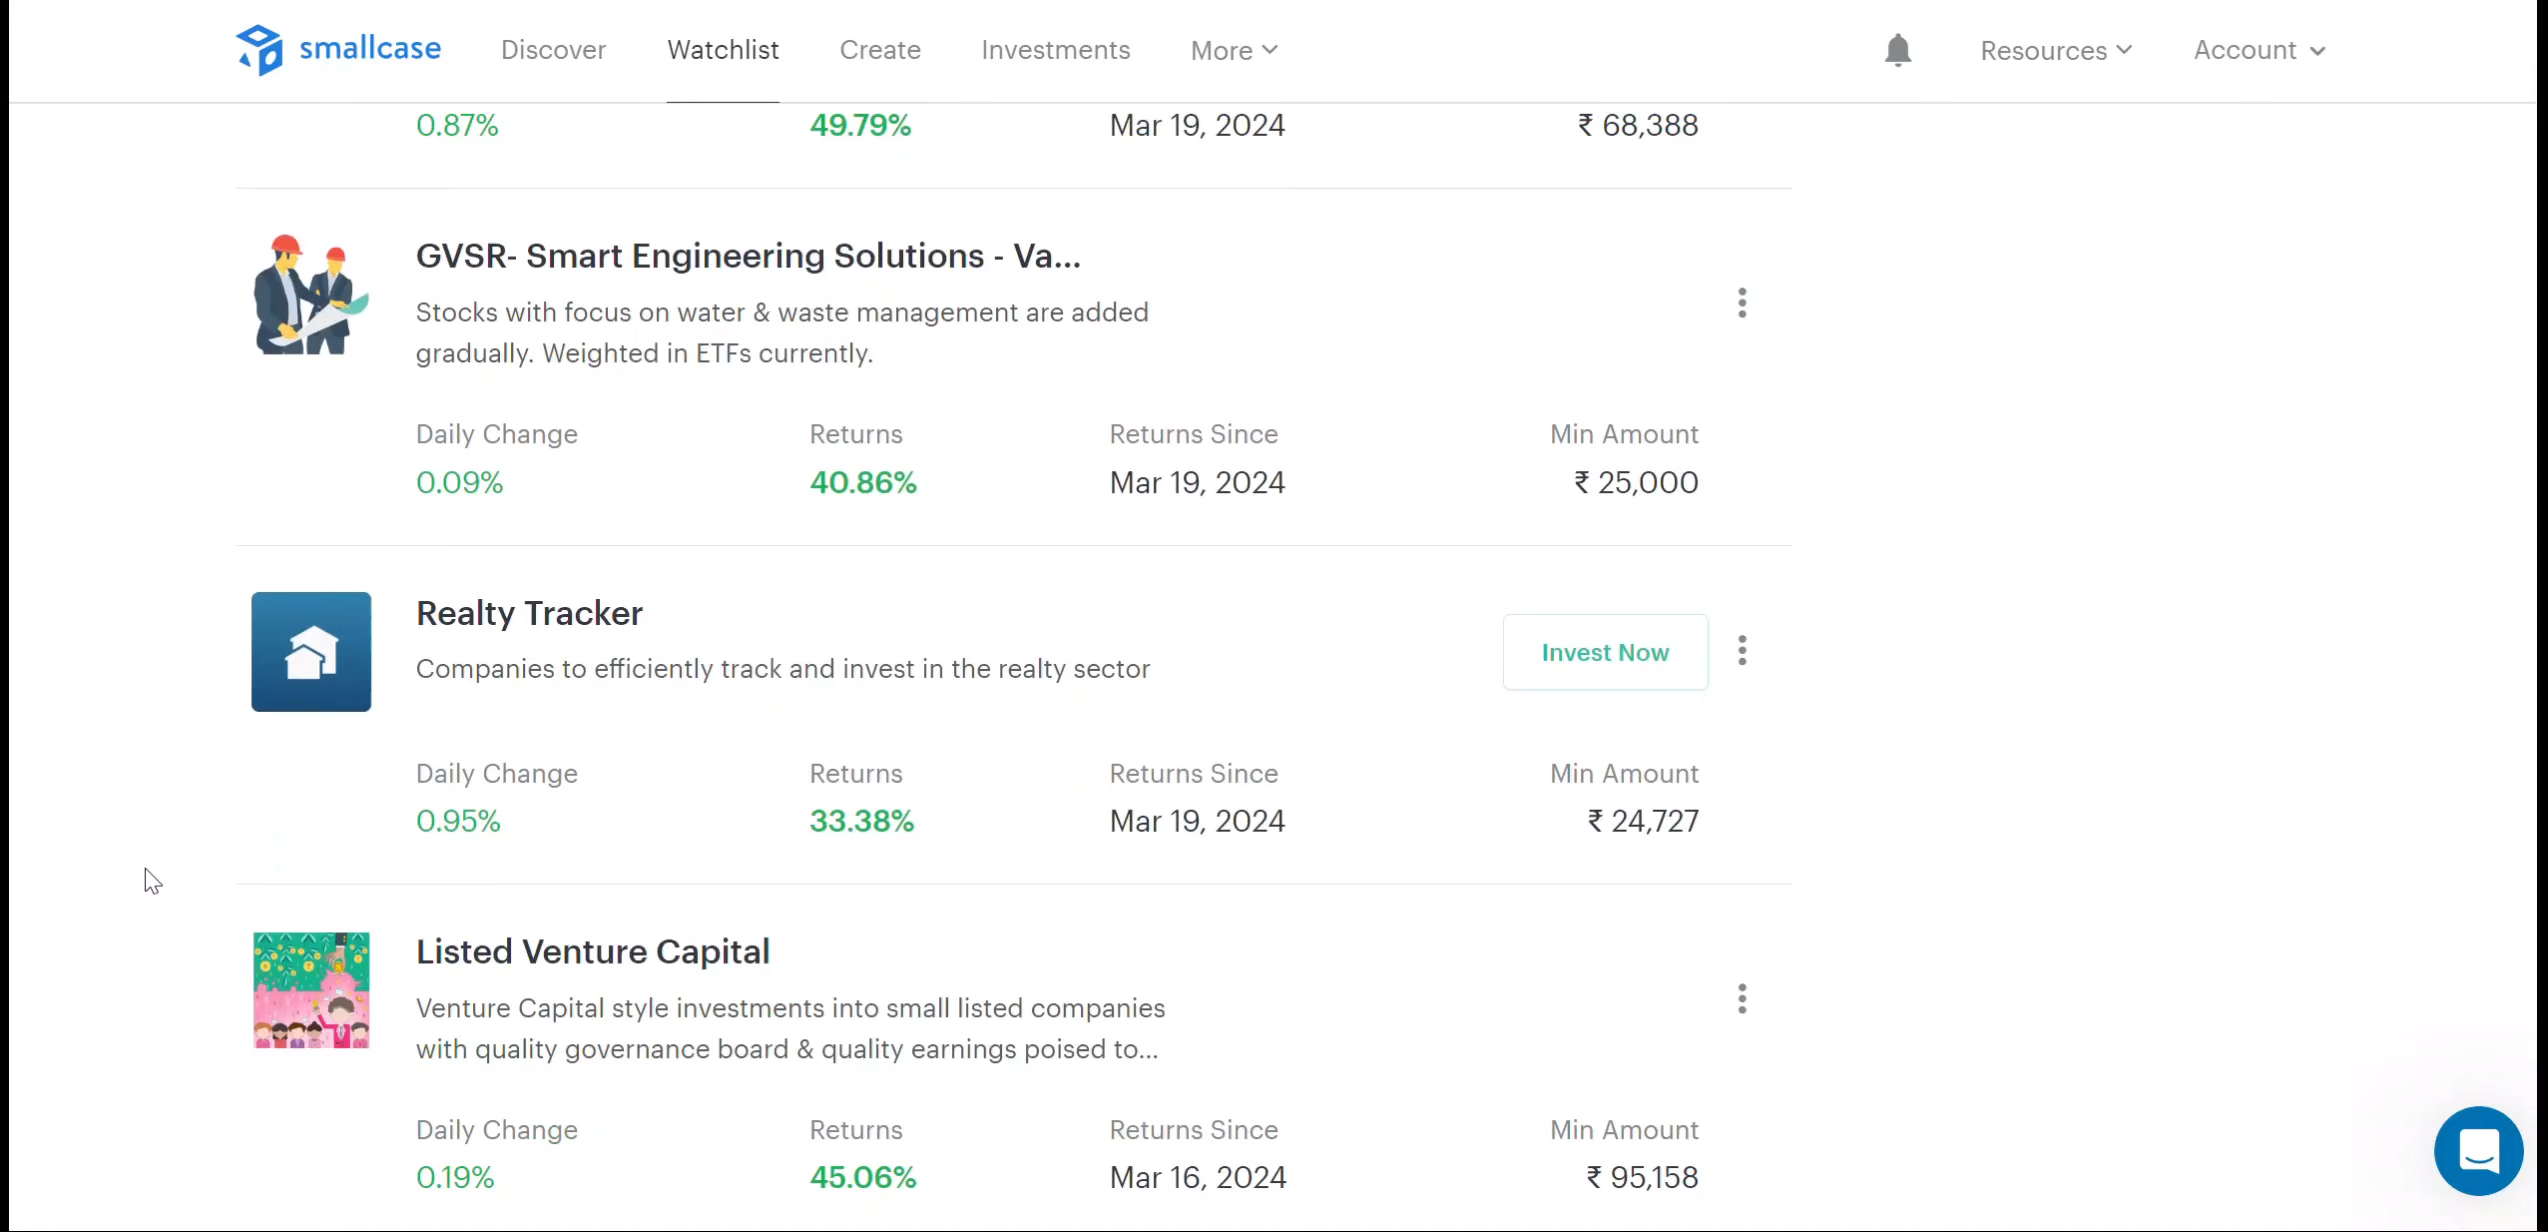 smallcase Discover Watchlist Create Investments More Resources Account
0.87% 49.79% Mar 19, 2024 ₹ 68,388
GVSR- Smart Engineering Solutions - Va...
Stocks with focus on water & waste management are added
gradually. Weighted in ETFs currently.
Daily Change Returns Returns Since Min Amount
0.09% 40.86% Mar 19, 2024 ₹ 25,000
Realty Tracker
Invest Now
Companies to efficiently track and invest in the realty sector
Daily Change Returns Returns Since Min Amount
0.95% 33.38% Mar 19, 2024 ₹ 24,727
Listed Venture Capital
Venture Capital style investments into small listed companies
with quality governance board & quality earnings poised to...
Daily Change Returns Returns Since Min Amount
0.19% 45.06% Mar 16, 2024 ₹ 95,158